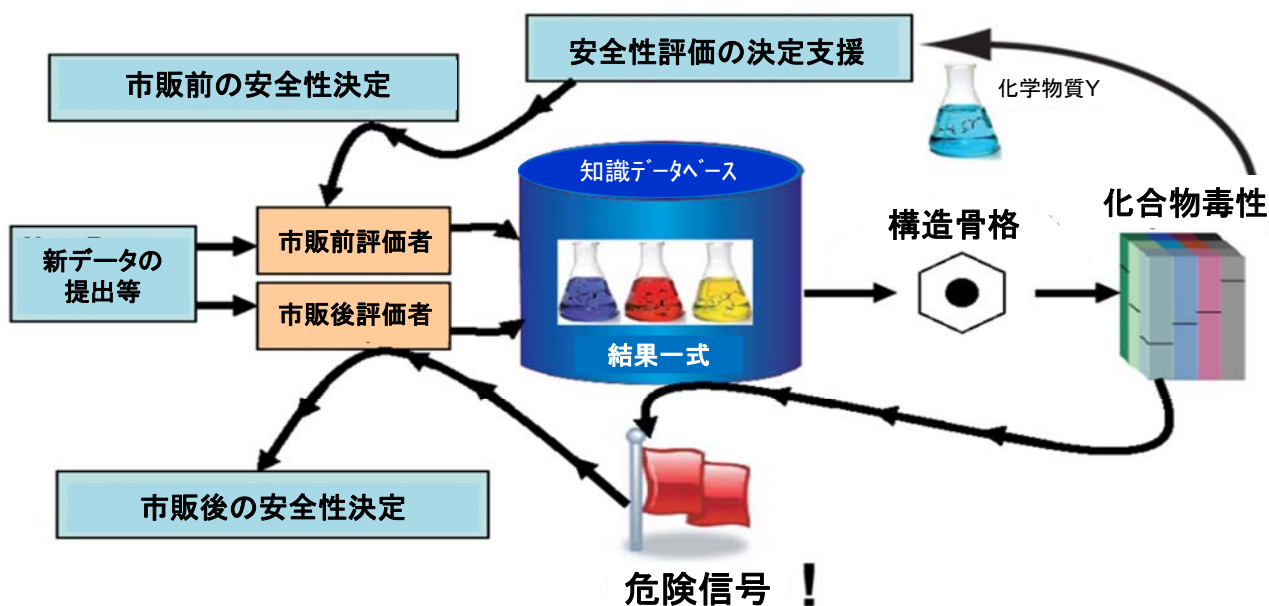 安全性評価の決定支援
市販前の安全性決定
化学物質Y
知識ﾃﾞｰﾀﾍﾞｰｽ
化合物毒性
構造骨格
市販前評価者
新データの
提出等
市販後評価者
結果一式
市販後の安全性決定
危険信号 !